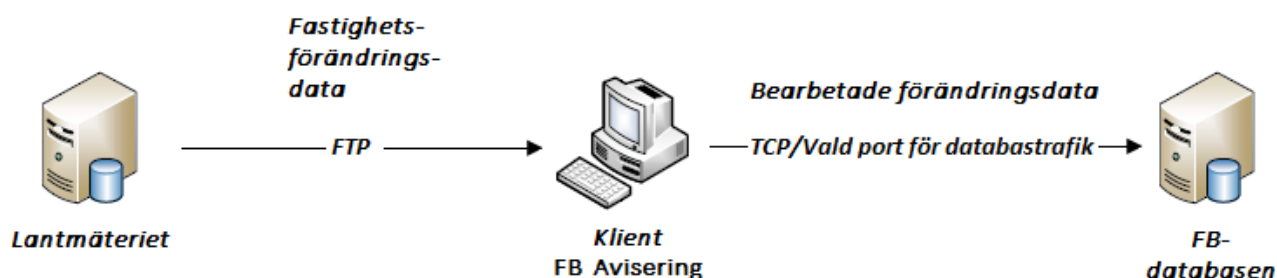 Fastighets-
förändrings-
data
FTP
Bearbetade förändringsdata
TCP/Vald port för databastrafik
Lantmäteriet
Klient
FB Avisering
FB-
databasen